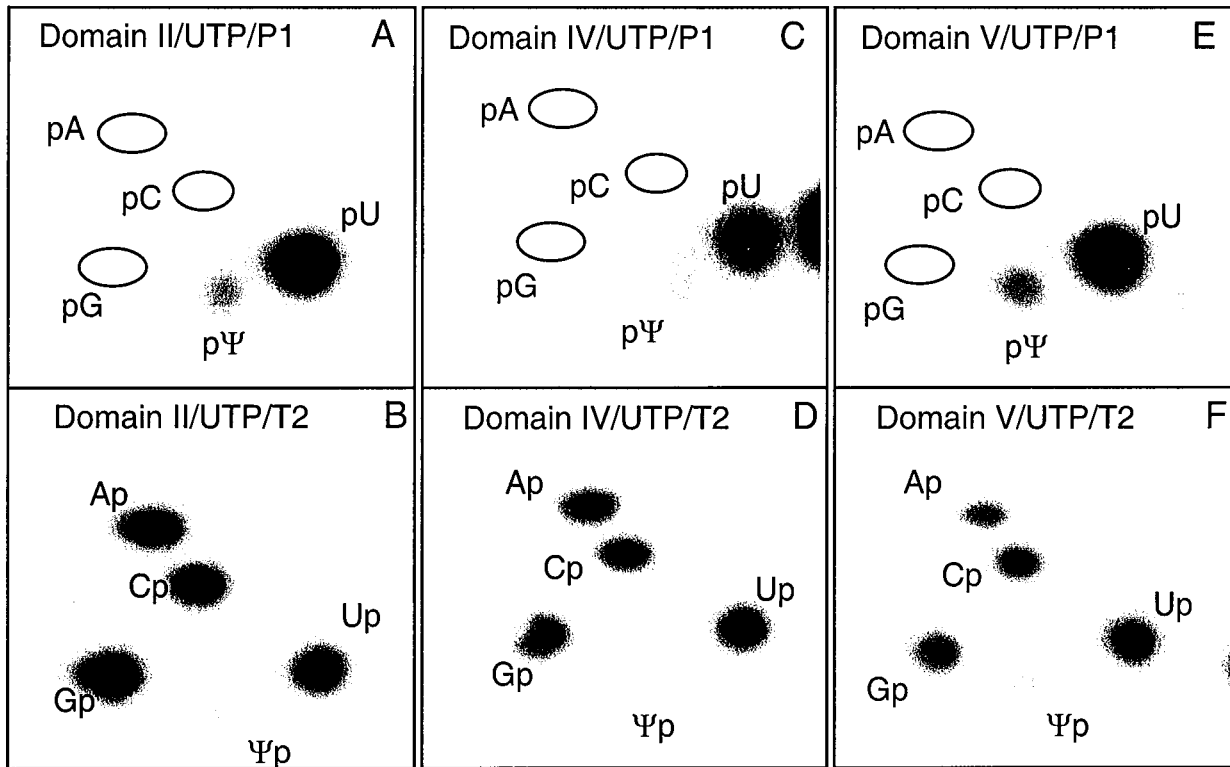 Domain II/UTP/P1 A
pA
pC
pU
pG
pΨ
Domain IV/UTP/P1 C
pA
pC
pU
pG
pΨ
Domain V/UTP/P1 E
pA
pC
pU
pG
pΨ
Domain II/UTP/T2 B
Ap
Cp
Up
Gp
Ψp
Domain IV/UTP/T2 D
Ap
Cp
Up
Gp
Ψp
Domain V/UTP/T2 F
Ap
Cp
Up
Gp
Ψp